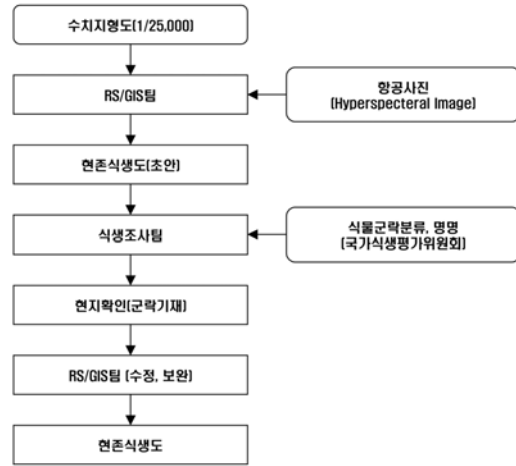 수치지형도(1/25,000)
RS/GIS팀
항공사진
(Hyperspecteral Image)
현존식생도(초안)
식생조사팀
식물군락분류, 명명
(국가식생평가위원회)
현지확인(군락기재)
RS/GIS팀 (수정, 보완)
현존식생도